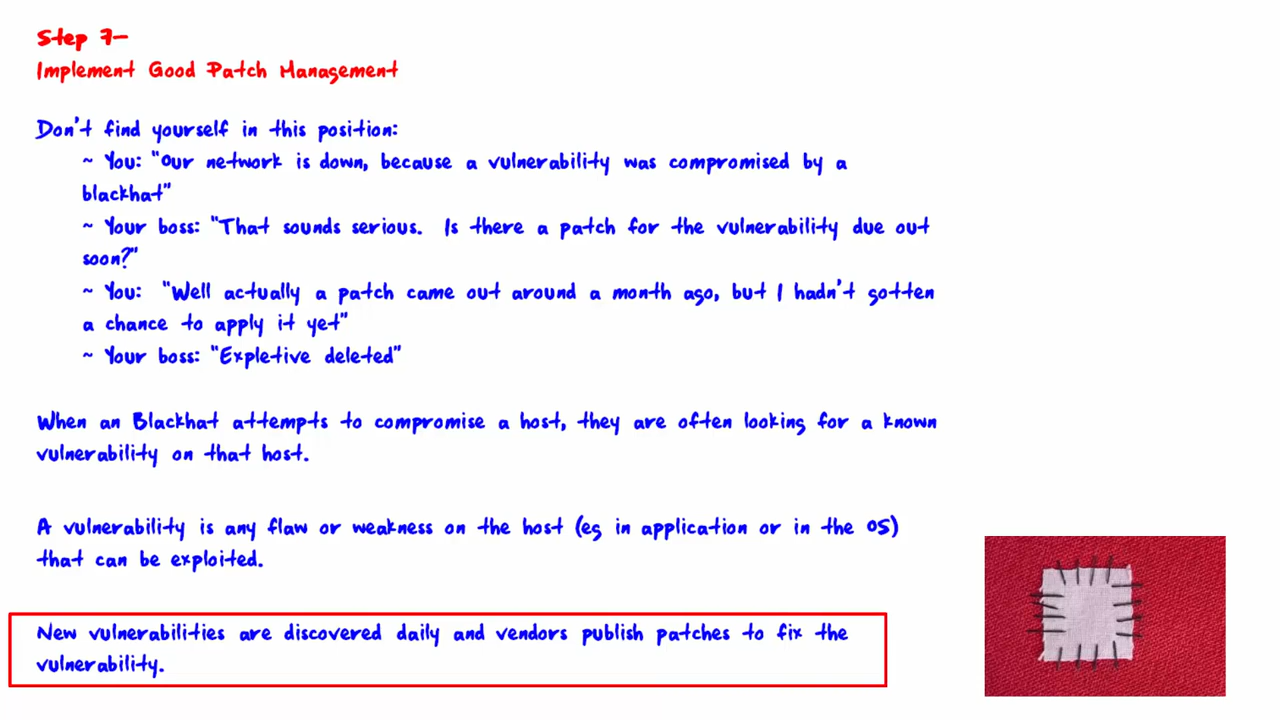 Step 7-
Implement Good Patch Management
Don't find yourself in this position:
~ You: "Our network is down, because a vulnerability was compromised by a
blackhat"
~ Your boss: "That sounds serious. Is there a patch for the vulnerability due out
soon?"
~ You: "Well actually a patch came out around a month ago, but I hadn't gotten
a chance to apply it yet"
~ Your boss: "Expletive deleted"
When an Blackhat attempts to compromise a host, they are often looking for a known
vulnerability on that host.
A vulnerability is any flaw or weakness on the host (eg in application or in the OS)
that can be exploited.
New vulnerabilities are discovered daily and vendors publish patches to fix the
vulnerability.